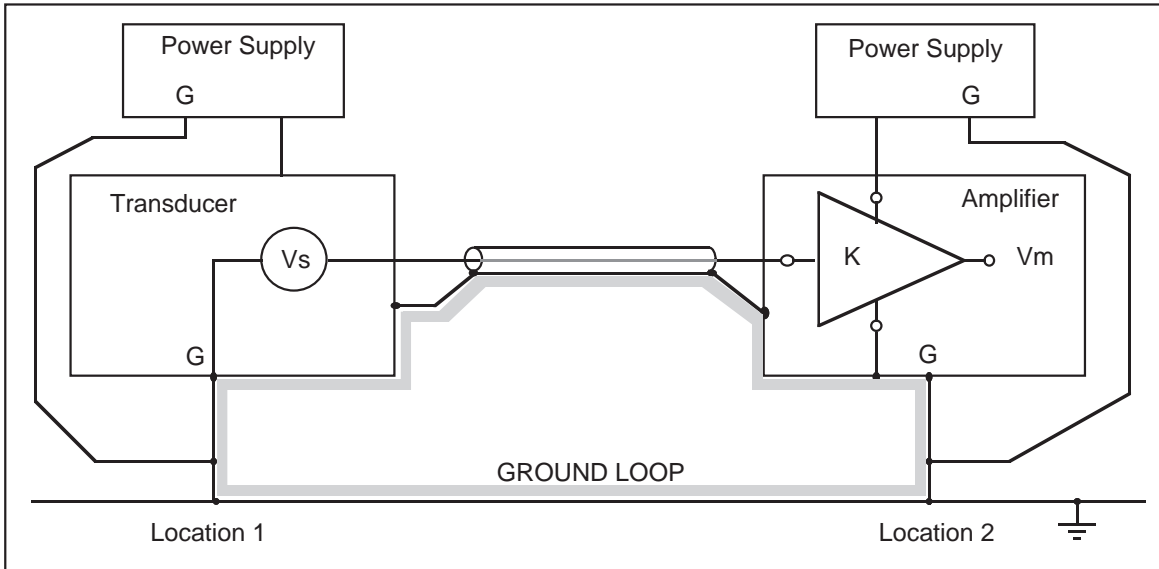 Power Supply
G
Power Supply
G
Transducer
Vs
G
Amplifier
K
Vm
G
GROUND LOOP
Location 1
Location 2